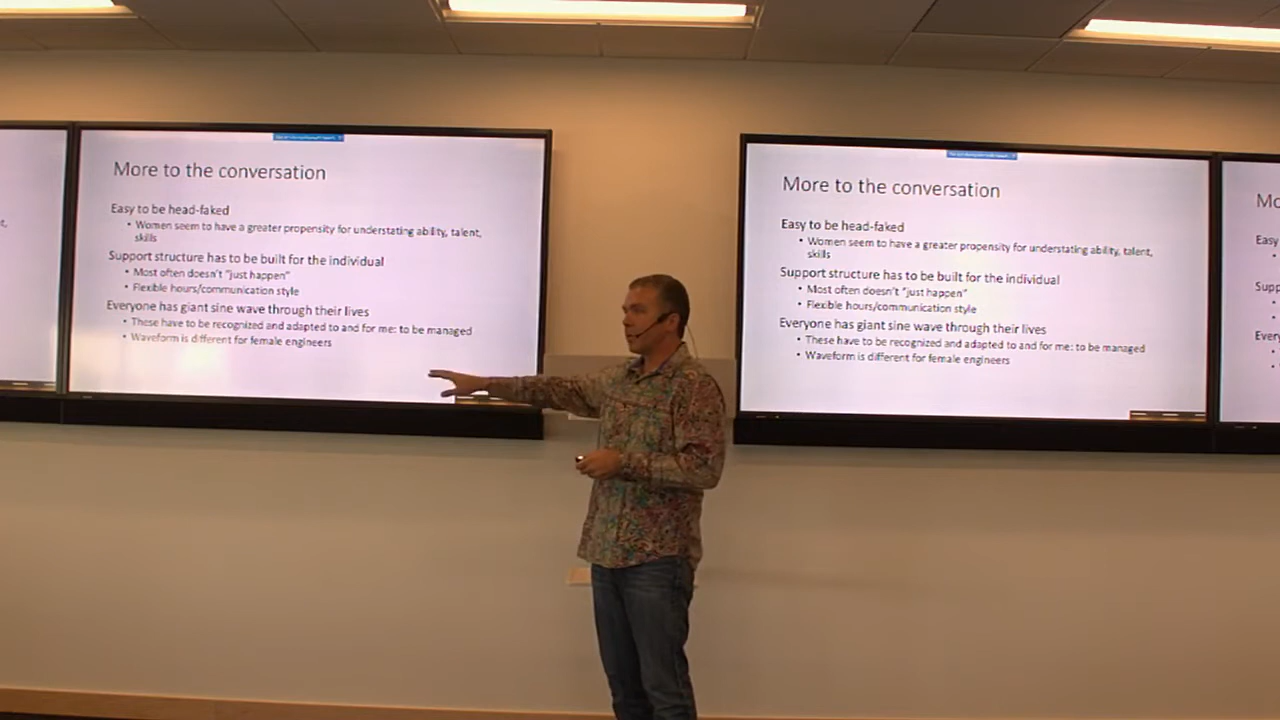 More to the conversation
Easy to be head-faked
• Women seem to have a greater propensity for understating ability, talent,
skills
Support structure has to be built for the individual
• Most often doesn't "just happen"
• Flexible hours/communication style
Everyone has giant sine wave through their lives
• These have to be recognized and adapted to and for me: to be managed
• Waveform is different for female engineers
More to the conversation
Easy to be head-faked
• Women seem to have a greater propensity for understating ability, talent,
skills
Support structure has to be built for the individual
• Most often doesn't "just happen"
• Flexible hours/communication style
Everyone has giant sine wave through their lives
• These have to be recognized and adapted to and for me: to be managed
• Waveform is different for female engineers
Mo
Easy
Supp
Every